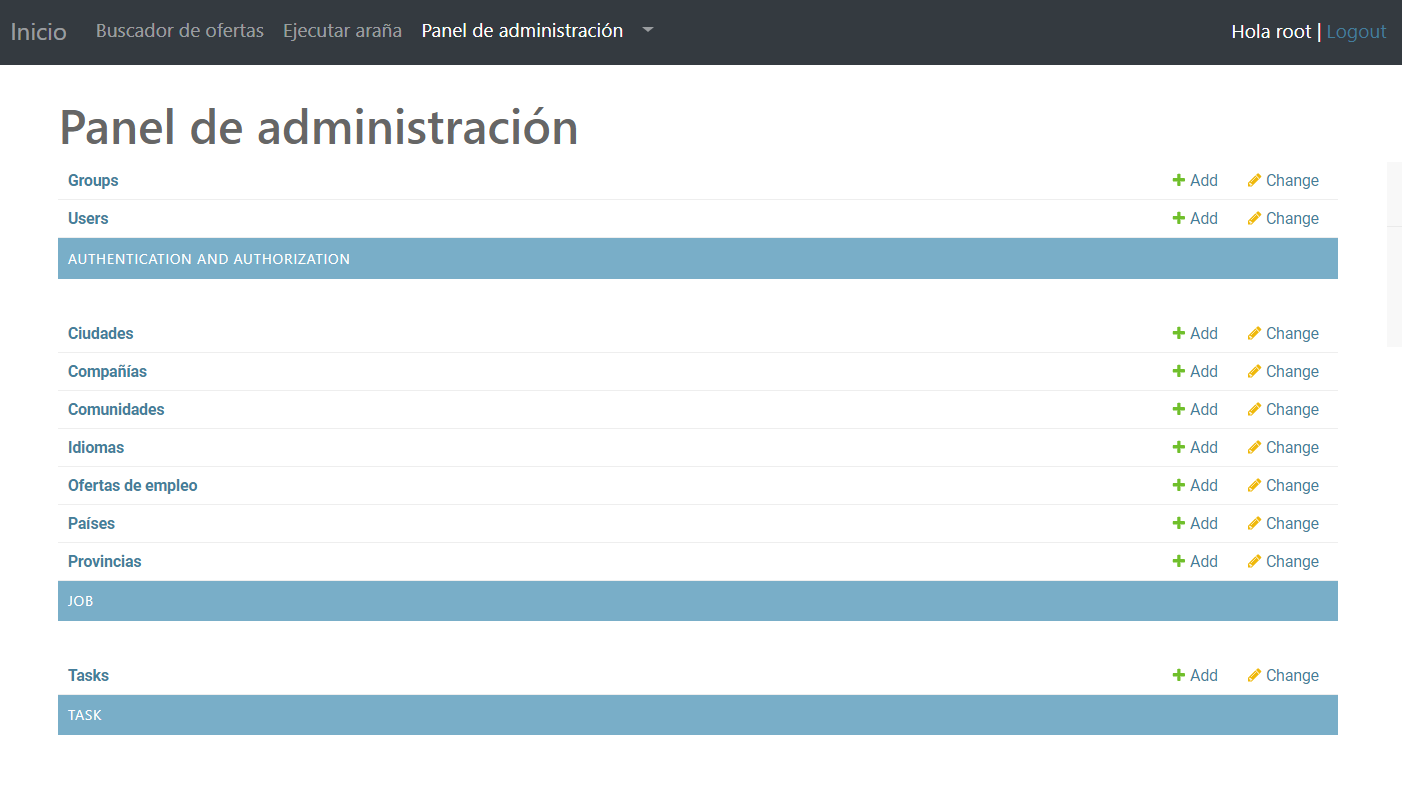 Inicio Buscador de ofertas Ejecutar araña Panel de administración Hola root | Logout
Panel de administración
Groups Add Change
Users Add Change
AUTHENTICATION AND AUTHORIZATION
Ciudades Add Change
Compañías Add Change
Comunidades Add Change
Idiomas Add Change
Ofertas de empleo Add Change
Países Add Change
Provincias Add Change
JOB
Tasks Add Change
TASK